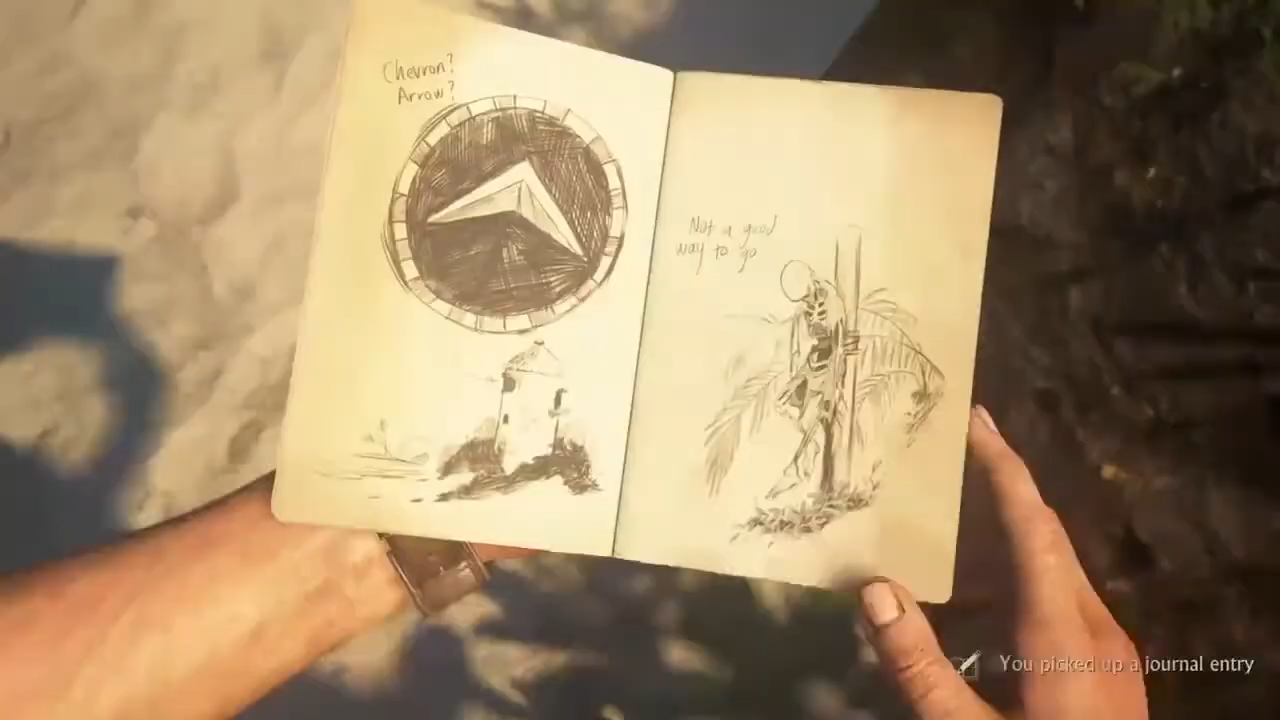 Chevron?
Arrow?
Not a good
way to go
You picked up a journal entry